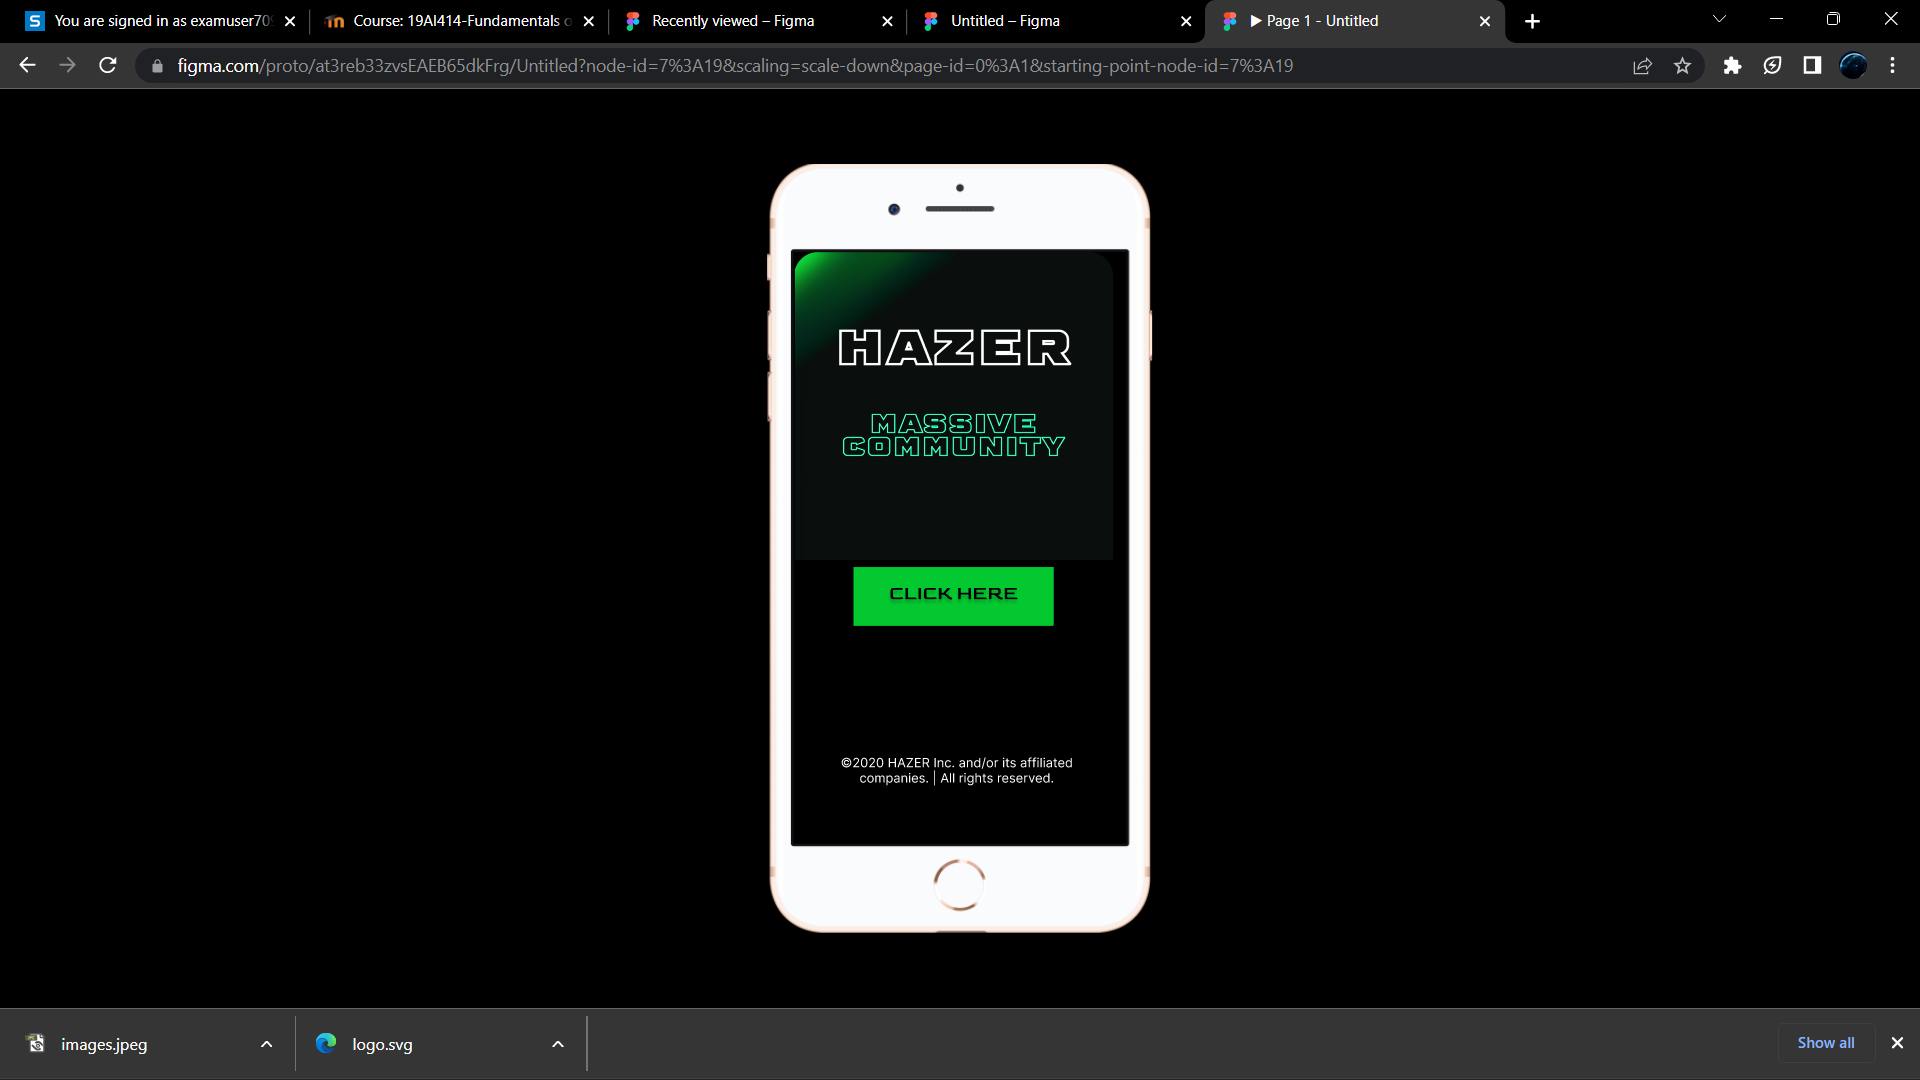 You are signed in as examuser709
Course: 19AI414-Fundamentals o
Recently viewed – Figma
Untitled – Figma
▶ Page 1 - Untitled
figma.com/proto/at3reb33zvsEAEB65dkFrg/Untitled?node-id=7%3A19&scaling=scale-down&page-id=0%3A1&starting-point-node-id=7%3A19
HAZER
MASSIVE
COMMUNITY
CLICK HERE
©2020 HAZER Inc. and/or its affiliated
companies. | All rights reserved.
images.jpeg
logo.svg
Show all